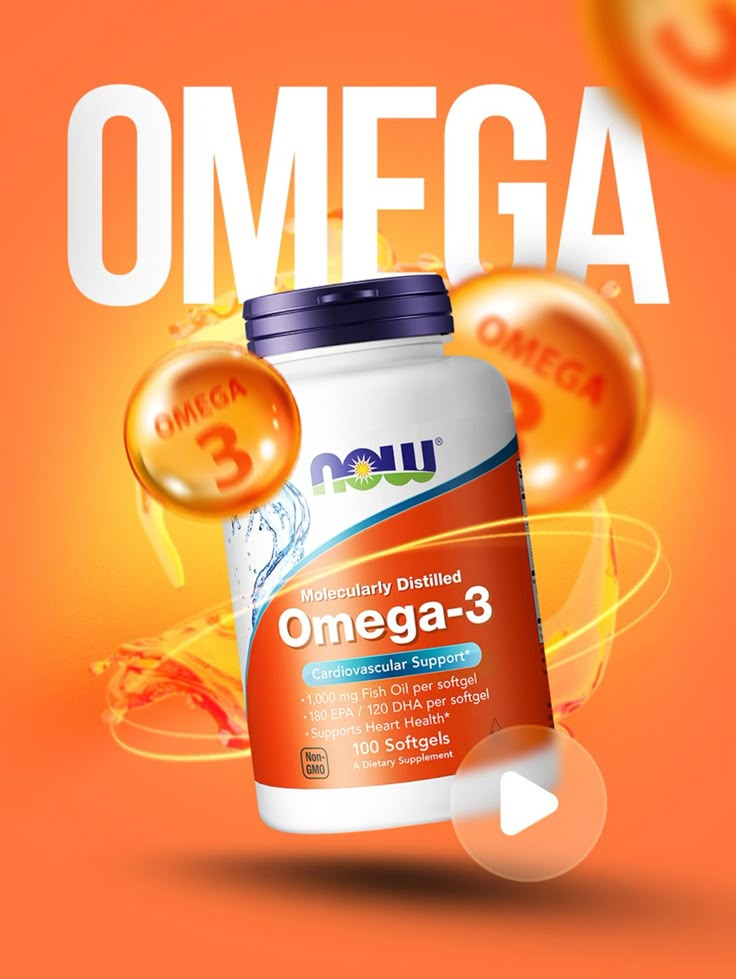 OMEGA
3
OMEGA
OMEGA
3
now®
Molecularly Distilled
Omega-3
Cardiovascular Support*
• 1,000 mg Fish Oil per softgel
• 180 EPA / 120 DHA per softgel
• Supports Heart Health*
Non-
GMO
100 Softgels
A Dietary Supplement